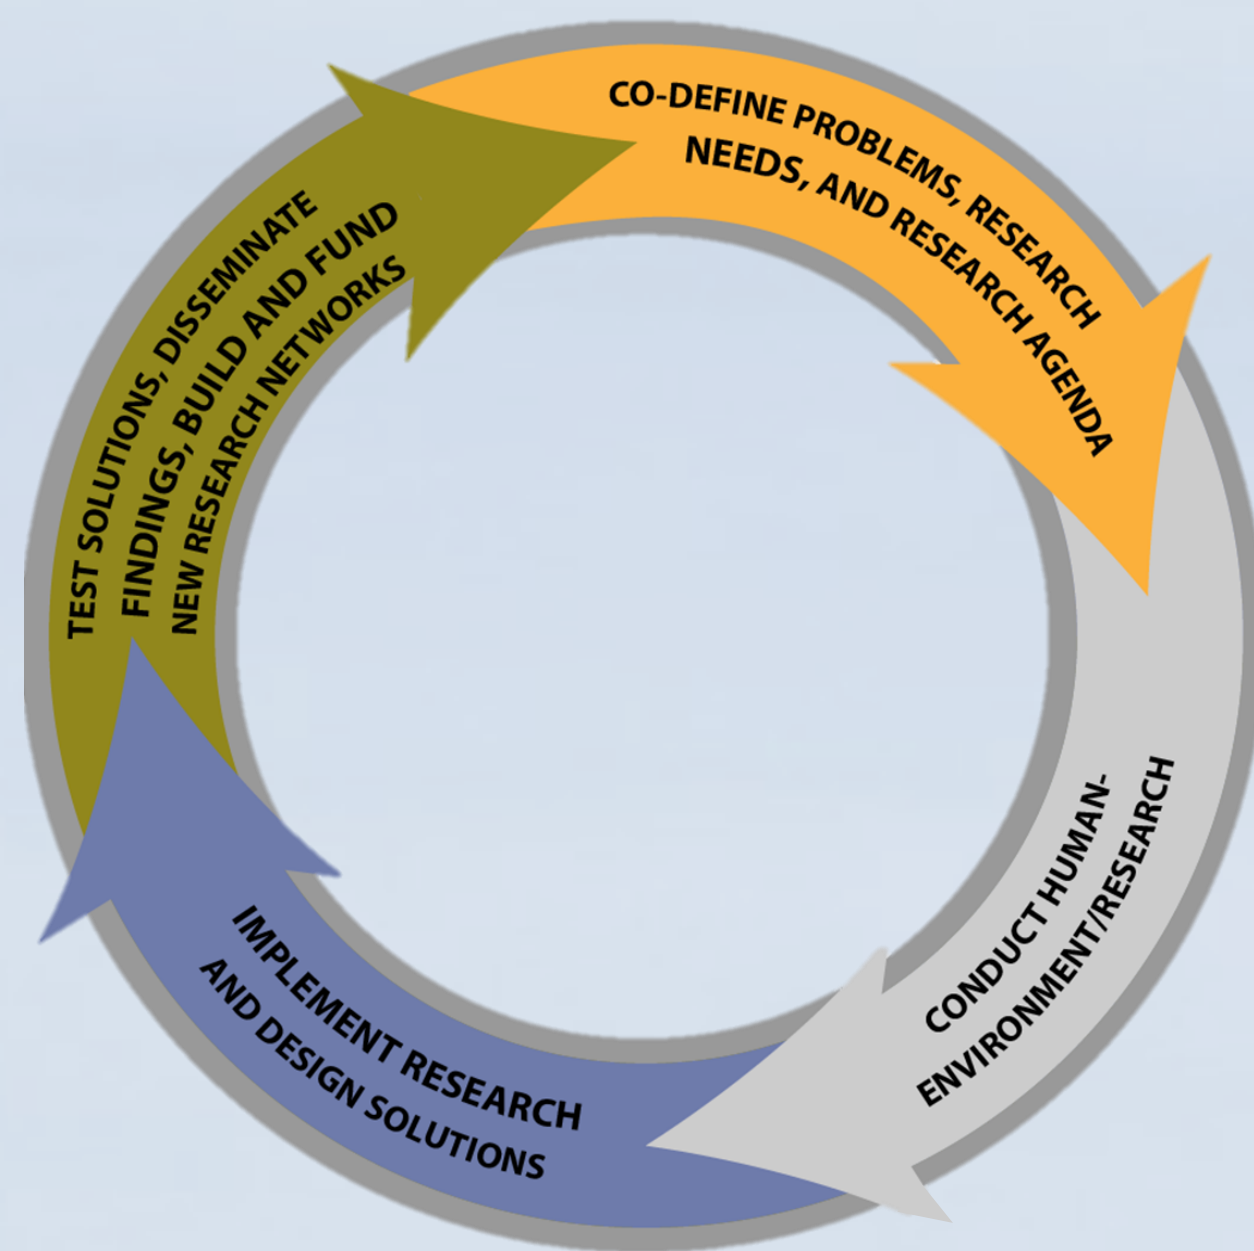 CO-DEFINE PROBLEMS, RESEARCH
NEEDS, AND RESEARCH AGENDA
CONDUCT HUMAN-
ENVIRONMENT/RESEARCH
IMPLEMENT RESEARCH
AND DESIGN SOLUTIONS
TEST SOLUTIONS, DISSEMINATE
FINDINGS, BUILD AND FUND
NEW RESEARCH NETWORKS